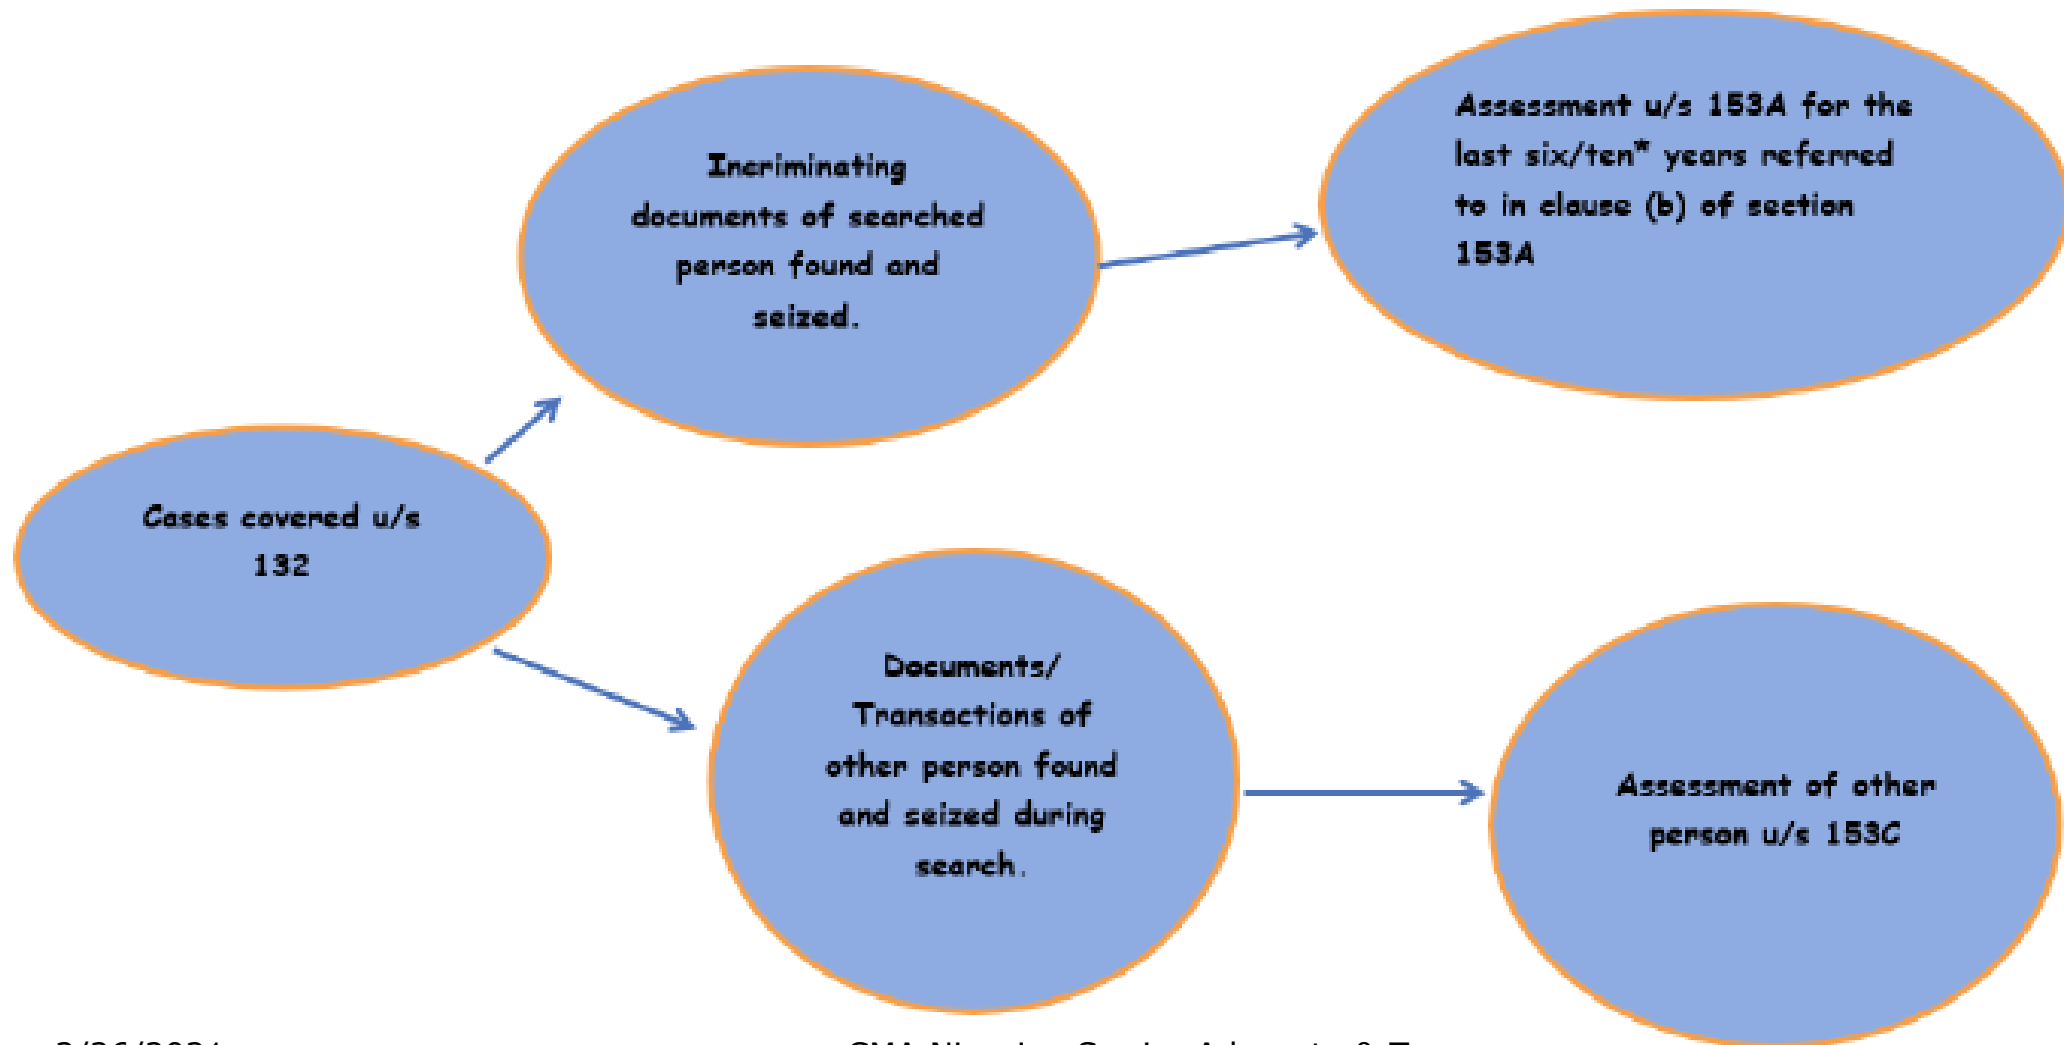 Assessment u/s 153A for the
last six/ten* years referred
to in clause (b) of section
153A
Incriminating
documents of searched
person found and
seized.
Cases covered u/s
132
Documents/
Transactions of
other person found
and seized during
search.
Assessment of other
person u/s 153C